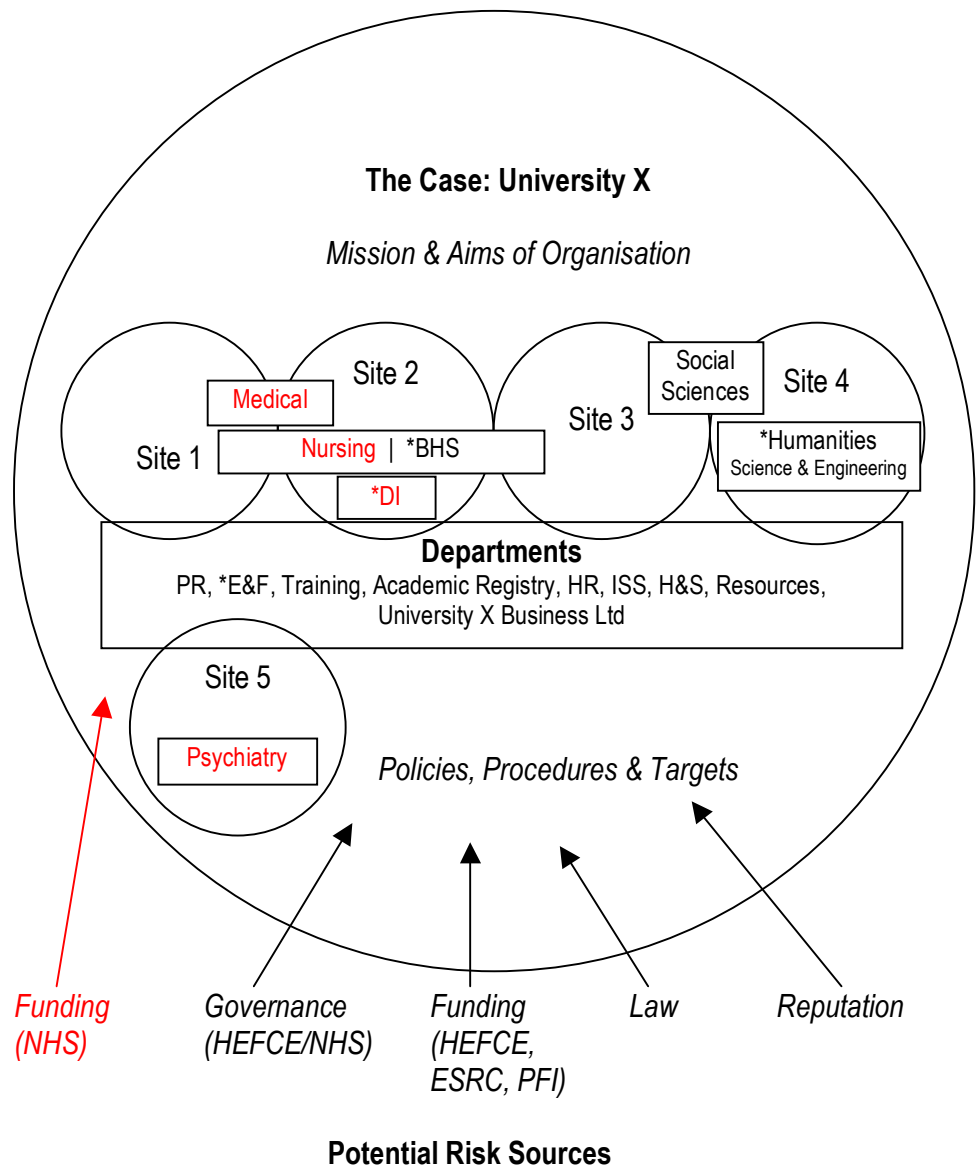 The Case: University X
Mission & Aims of Organisation
Site 1
Medical
Site 2
Nursing | *BHS
*DI
Site 3
Social
Sciences
Site 4
*Humanities
Science & Engineering
Departments
PR, *E&F, Training, Academic Registry, HR, ISS, H&S, Resources,
University X Business Ltd
Site 5
Psychiatry
Policies, Procedures & Targets
Funding
(NHS)
Governance
(HEFCE/NHS)
Funding
(HEFCE,
ESRC, PFI)
Law
Reputation
Potential Risk Sources